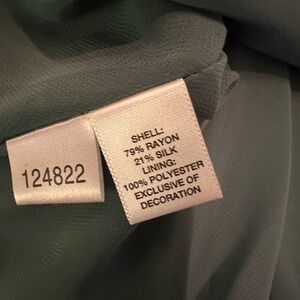 124822
SHELL:
79% RAYON
21% SILK
LINING:
100% POLYESTER
EXCLUSIVE OF
DECORATION